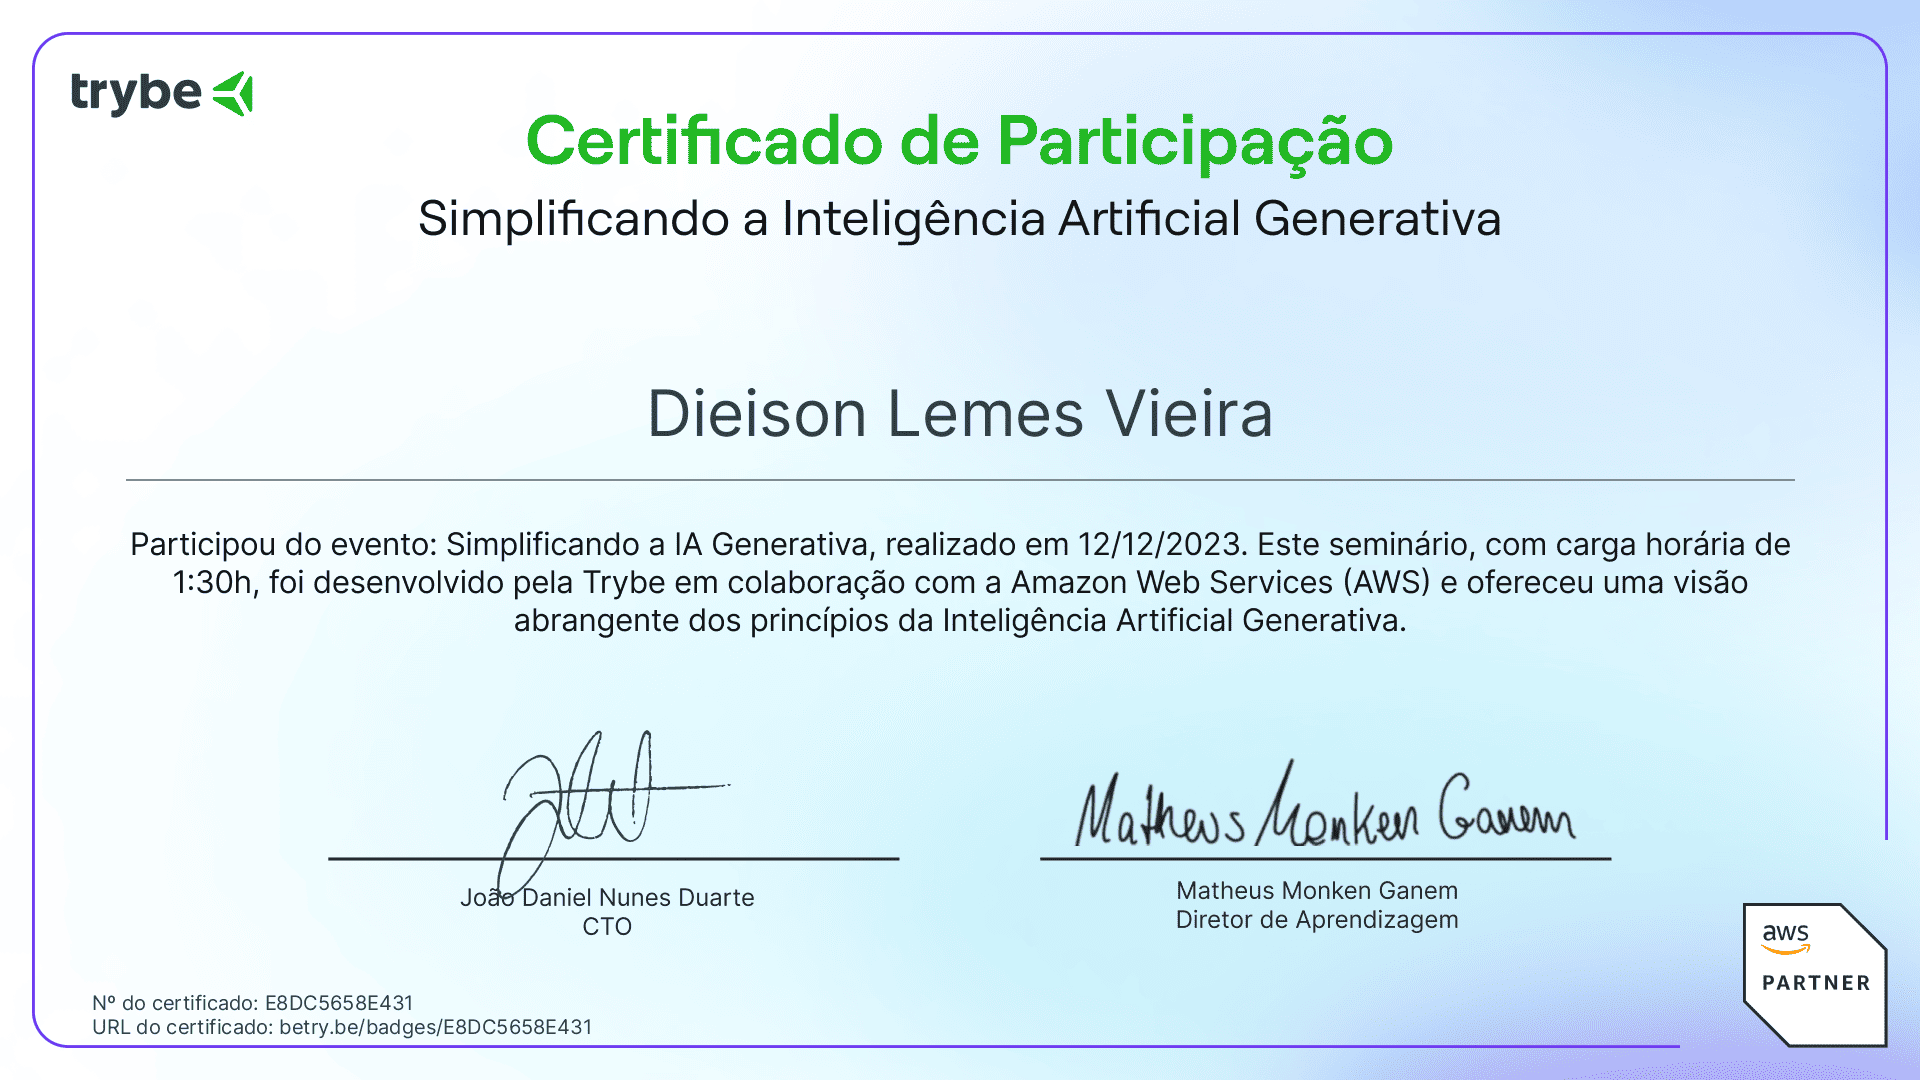 trybe
Certificado de Participação
Simplificando a Inteligência Artificial Generativa
Dieison Lemes Vieira
Participou do evento: Simplificando a IA Generativa, realizado em 12/12/2023. Este seminário, com carga horária de
1:30h, foi desenvolvido pela Trybe em colaboração com a Amazon Web Services (AWS) e ofereceu uma visão
abrangente dos princípios da Inteligência Artificial Generativa.
Matheus Monken Ganem
João Daniel Nunes Duarte
CTO
Matheus Monken Ganem
Diretor de Aprendizagem
aws
PARTNER
Nº do certificado: E8DC5658E431
URL do certificado: betry.be/badges/E8DC5658E431